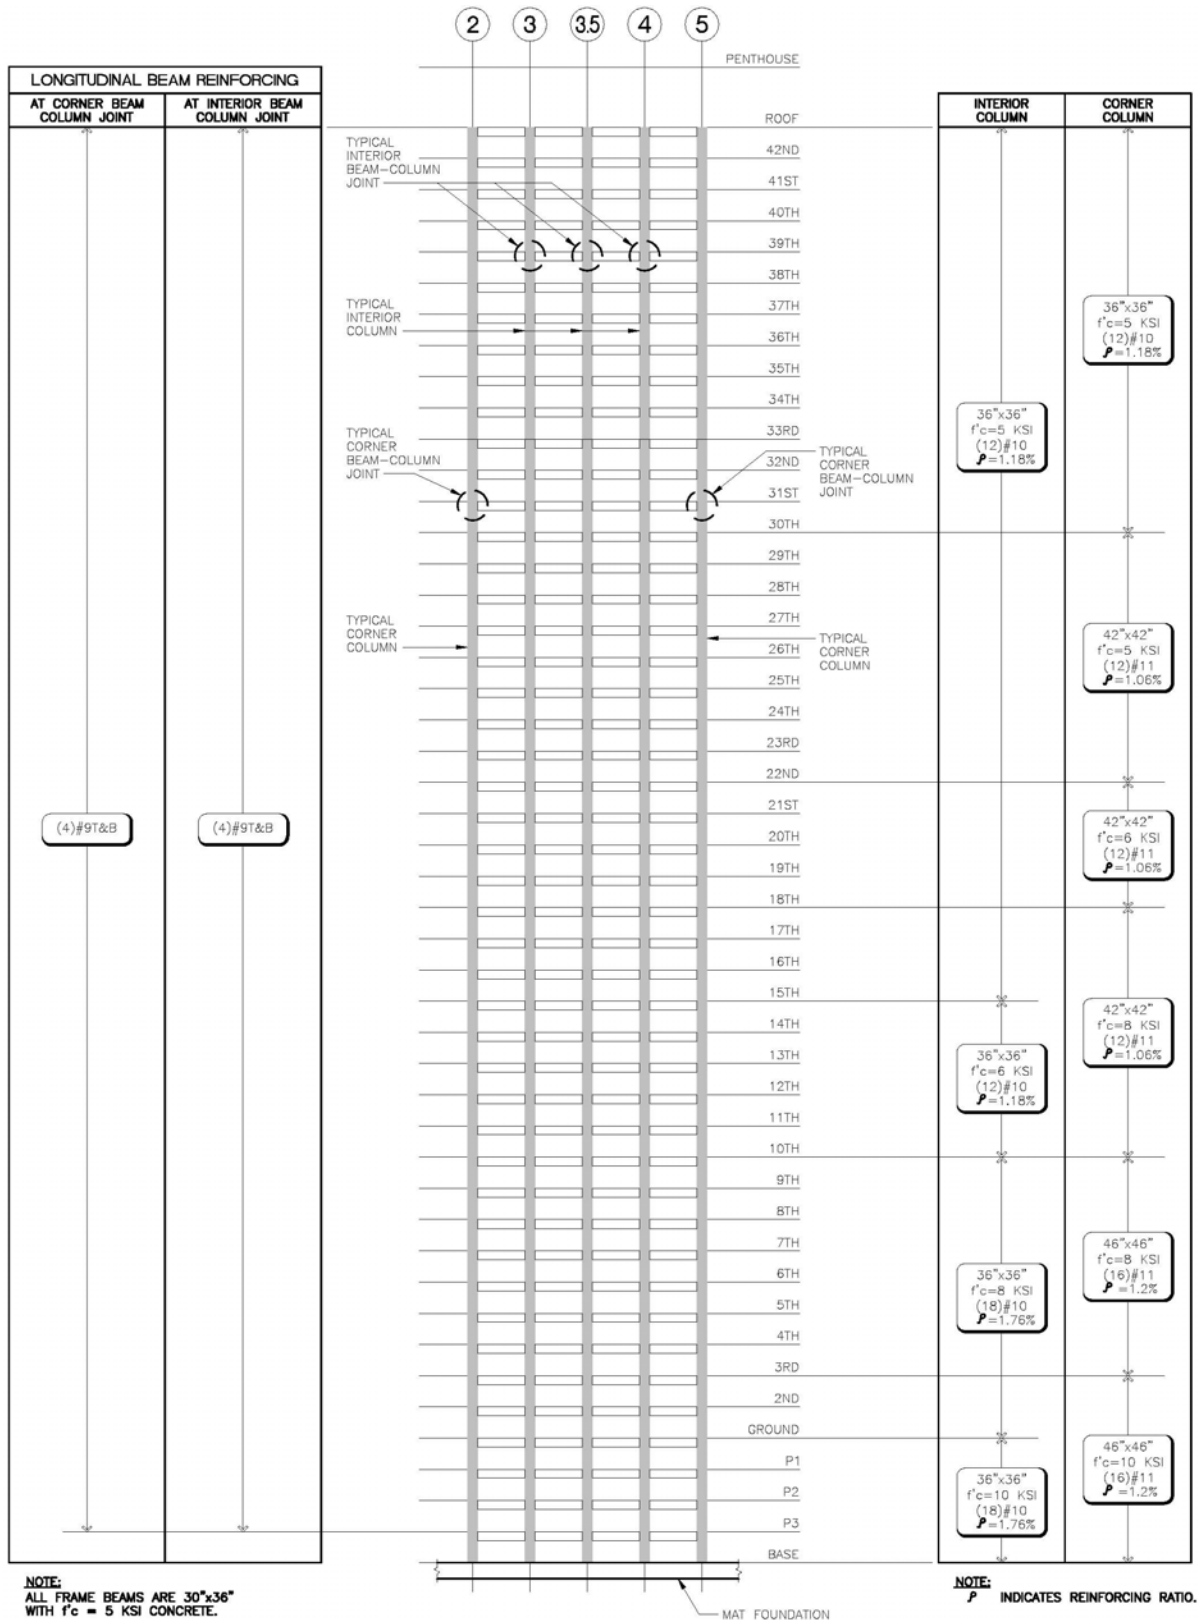 2 3 3.5 4 5
PENTHOUSE
LONGITUDINAL BEAM REINFORCING
AT CORNER BEAM
COLUMN JOINT
AT INTERIOR BEAM
COLUMN JOINT
(4)#9T&B
(4)#9T&B
NOTE:
ALL FRAME BEAMS ARE 30"x36"
WITH f'c = 5 KSI CONCRETE.
TYPICAL
INTERIOR
BEAM-COLUMN
JOINT
TYPICAL
INTERIOR
COLUMN
TYPICAL
CORNER
BEAM-COLUMN
JOINT
TYPICAL
CORNER
COLUMN
ROOF
42ND
41ST
40TH
39TH
38TH
37TH
36TH
35TH
34TH
33RD
32ND
31ST
30TH
29TH
28TH
27TH
26TH
25TH
24TH
23RD
22ND
21ST
20TH
19TH
18TH
17TH
16TH
15TH
14TH
13TH
12TH
11TH
10TH
9TH
8TH
7TH
6TH
5TH
4TH
3RD
2ND
GROUND
P1
P2
P3
BASE
MAT FOUNDATION
TYPICAL
CORNER
BEAM-COLUMN
JOINT
TYPICAL
CORNER
COLUMN
INTERIOR
COLUMN
36"x36"
f'c=5 KSI
(12)#10
ρ=1.18%
36"x36"
f'c=6 KSI
(12)#10
ρ=1.18%
36"x36"
f'c=8 KSI
(18)#10
ρ=1.76%
36"x36"
f'c=10 KSI
(18)#10
ρ=1.76%
CORNER
COLUMN
36"x36"
f'c=5 KSI
(12)#10
ρ=1.18%
42"x42"
f'c=5 KSI
(12)#11
ρ=1.06%
42"x42"
f'c=6 KSI
(12)#11
ρ=1.06%
42"x42"
f'c=8 KSI
(12)#11
ρ=1.06%
46"x46"
f'c=8 KSI
(16)#11
ρ=1.2%
46"x46"
f'c=10 KSI
(16)#11
ρ=1.2%
NOTE:
ρ INDICATES REINFORCING RATIO.